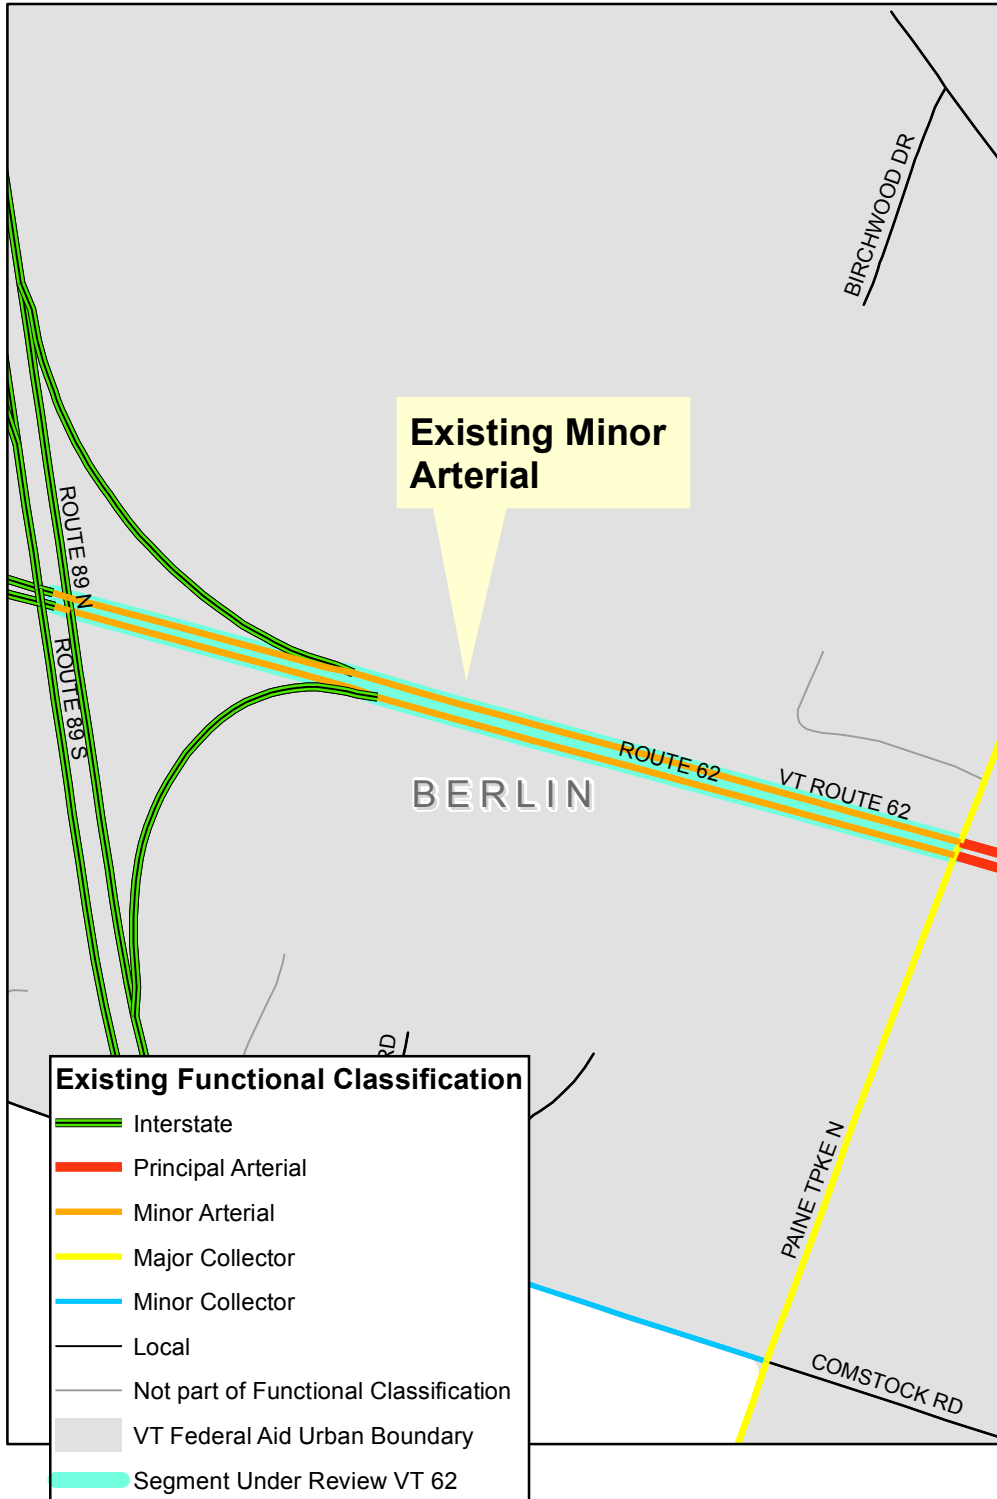 BIRCHWOOD DR
Existing Minor
Arterial
ROUTE 89 N
ROUTE 89 S
ROUTE 62
VT ROUTE 62
BERLIN
RD
PAINE TPKE N
COMSTOCK RD
Existing Functional Classification
Interstate
Principal Arterial
Minor Arterial
Major Collector
Minor Collector
Local
Not part of Functional Classification
VT Federal Aid Urban Boundary
Segment Under Review VT 62